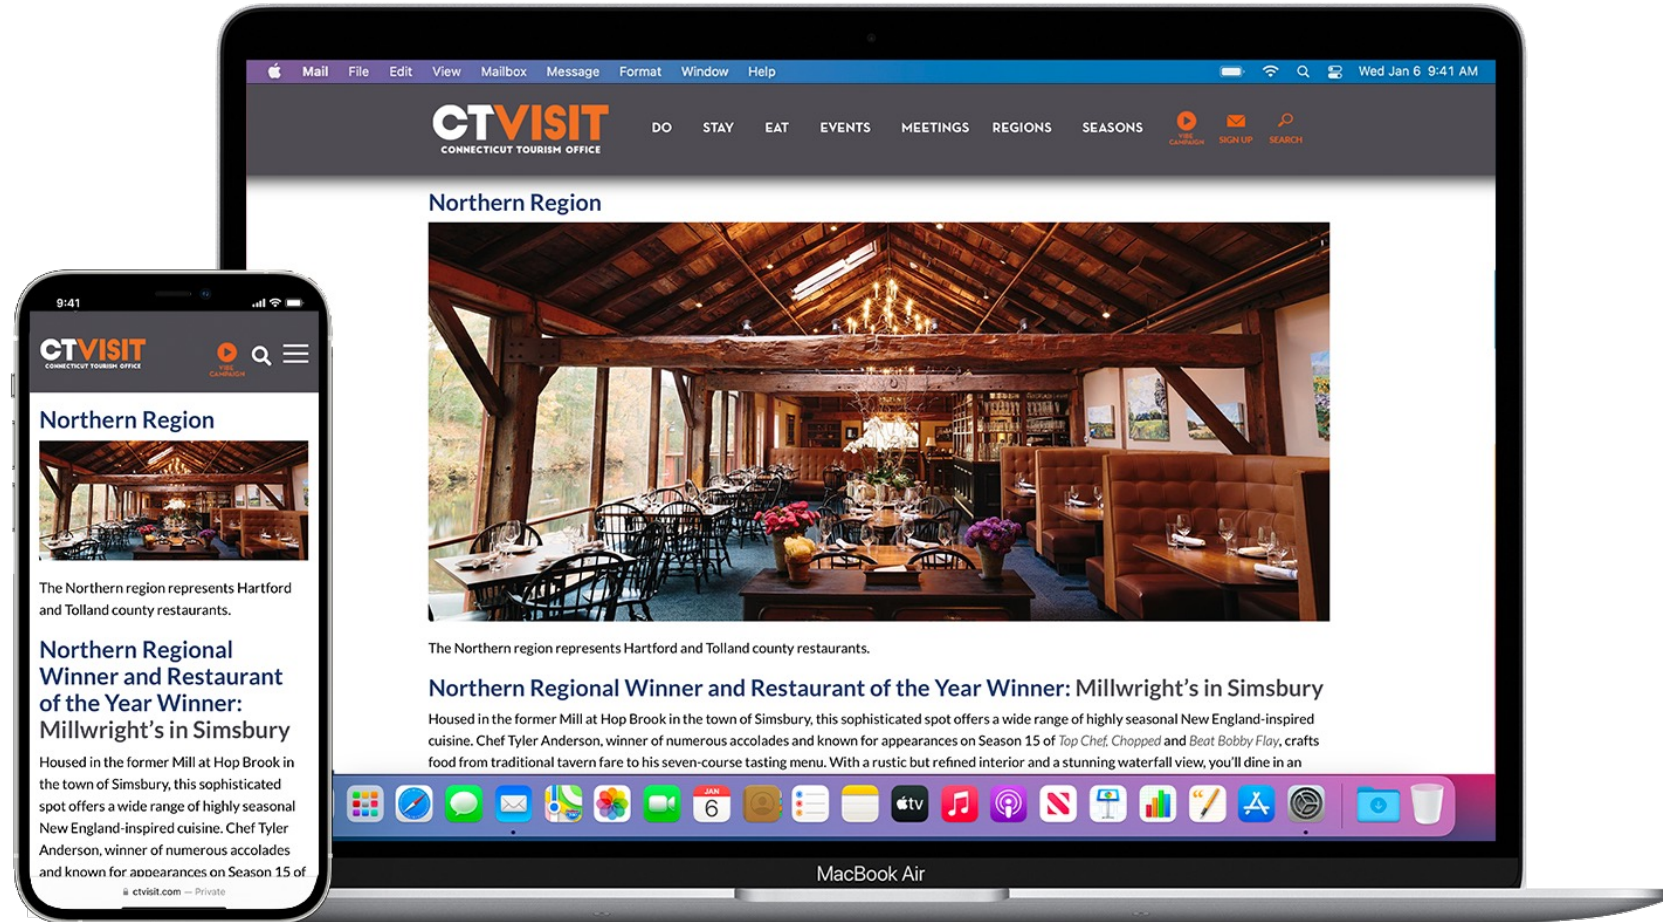 Mail File Edit View Mailbox Message Format Window Help
Wed Jan 6 9:41 AM
CTVISIT
CONNECTICUT TOURISM OFFICE
DO STAY EAT EVENTS MEETINGS REGIONS SEASONS
VIBE
CAMPAIGN
SIGN UP
SEARCH
Northern Region
The Northern region represents Hartford and Tolland county restaurants.
Northern Regional Winner and Restaurant of the Year Winner: Millwright's in Simsbury
Housed in the former Mill at Hop Brook in the town of Simsbury, this sophisticated spot offers a wide range of highly seasonal New England-inspired
cuisine. Chef Tyler Anderson, winner of numerous accolades and known for appearances on Season 15 of Top Chef, Chopped and Beat Bobby Flay, crafts
food from traditional tavern fare to his seven-course tasting menu. With a rustic but refined interior and a stunning waterfall view, you'll dine in an
JAN
6
tv
MacBook Air
9:41
CTVISIT
CONNECTICUT TOURISM OFFICE
VIBE
CAMPAIGN
Northern Region
The Northern region represents Hartford
and Tolland county restaurants.
Northern Regional
Winner and Restaurant
of the Year Winner:
Millwright's in Simsbury
Housed in the former Mill at Hop Brook in
the town of Simsbury, this sophisticated
spot offers a wide range of highly seasonal
New England-inspired cuisine. Chef Tyler
Anderson, winner of numerous accolades
and known for appearances on Season 15 of
ctvisit.com — Private